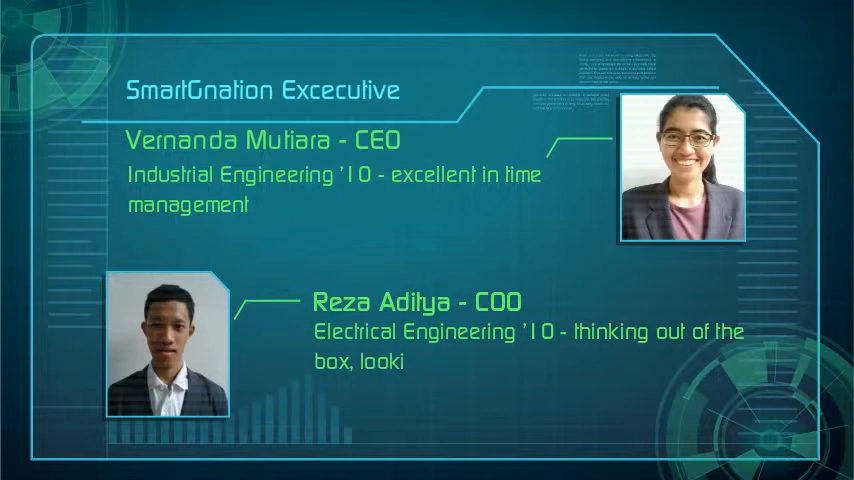 SmartGnation Excecutive
Vernanda Mutiara - CEO
Industrial Engineering '10 - excellent in time
management
Reza Aditya - COO
Electrical Engineering '10 - thinking out of the
box, looki